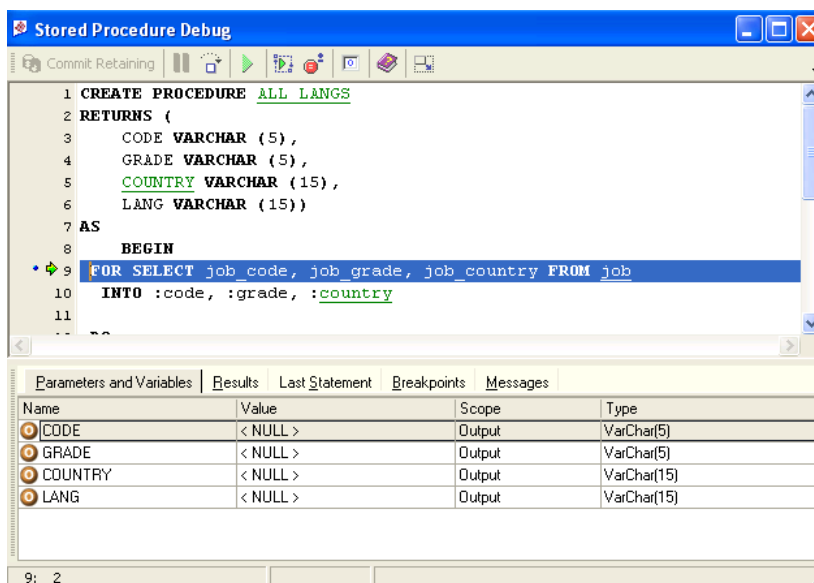 Stored Procedure Debug
Commit Retaining
1 CREATE PROCEDURE ALL_LANGS
2 RETURNS (
3 CODE VARCHAR (5),
4 GRADE VARCHAR (5),
5 COUNTRY VARCHAR (15),
6 LANG VARCHAR (15))
7 AS
8 BEGIN
9 FOR SELECT job_code, job_grade, job_country FROM job
10 INTO :code, :grade, :country
11
Parameters and Variables Results Last Statement Breakpoints Messages
Name Value Scope Type
CODE < NULL > Output VarChar(5)
GRADE < NULL > Output VarChar(5)
COUNTRY < NULL > Output VarChar(15)
LANG < NULL > Output VarChar(15)
9: 2